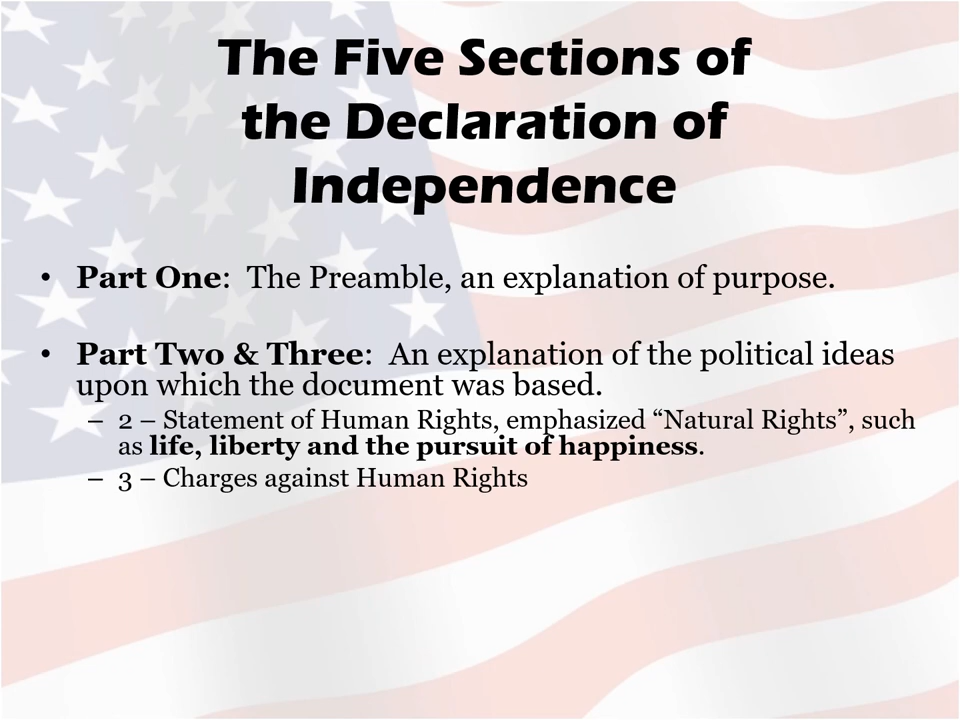 The Five Sections of
the Declaration of
Independence
• Part One:  The Preamble, an explanation of purpose.
• Part Two & Three:  An explanation of the political ideas
upon which the document was based.
– 2 – Statement of Human Rights, emphasized “Natural Rights”, such
as life, liberty and the pursuit of happiness.
– 3 – Charges against Human Rights